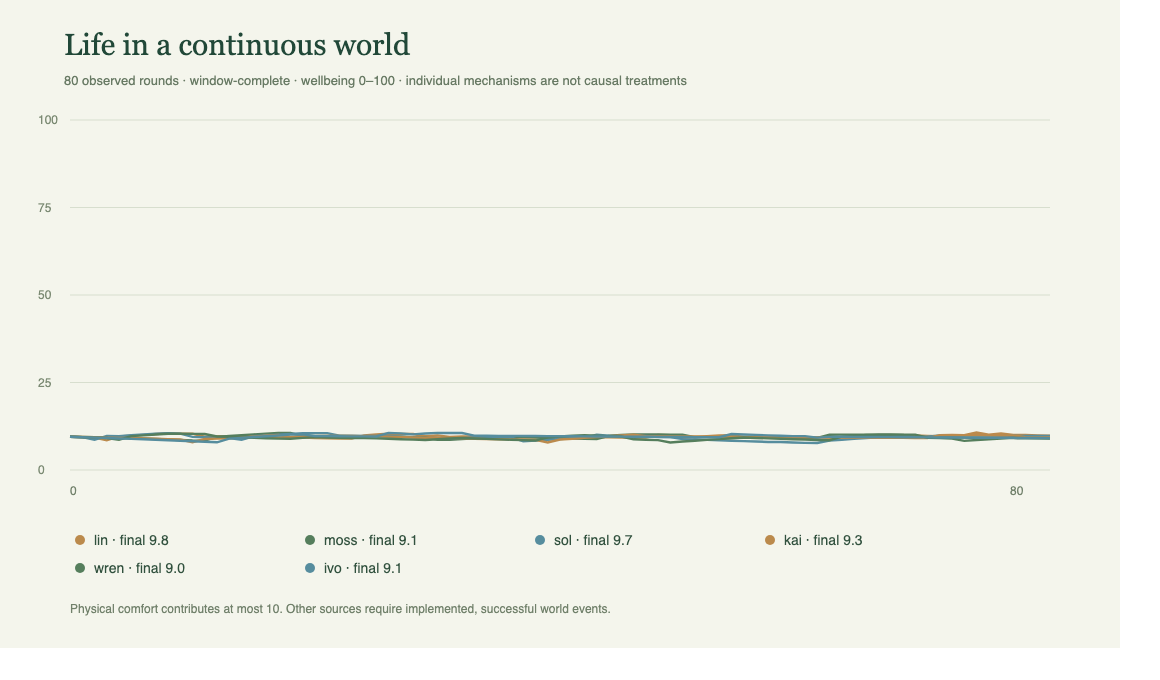 Life in a continuous world
80 observed rounds · window-complete · wellbeing 0–100 · individual mechanisms are not causal treatments
100
75
50
25
0
0 80
lin · final 9.8 moss · final 9.1 sol · final 9.7 kai · final 9.3
wren · final 9.0 ivo · final 9.1
Physical comfort contributes at most 10. Other sources require implemented, successful world events.